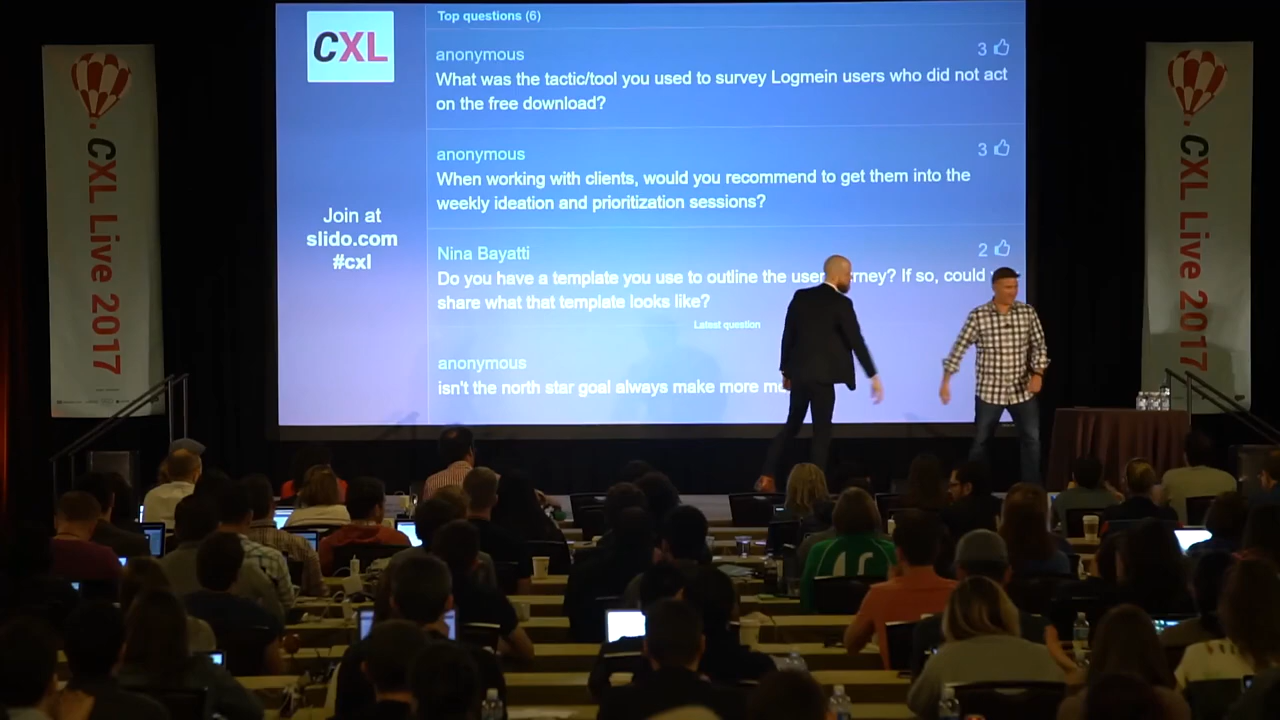 CXL Live 2017
CXL
Join at
slido.com
#cxl
Top questions (6)
anonymous
3
What was the tactic/tool you used to survey Logmein users who did not act
on the free download?
anonymous
3
When working with clients, would you recommend to get them into the
weekly ideation and prioritization sessions?
Nina Bayatti
2
Do you have a template you use to outline the user rney? If so, could
share what that template looks like?
Latest question
anonymous
isn't the north star goal always make more
CXL Live 2017